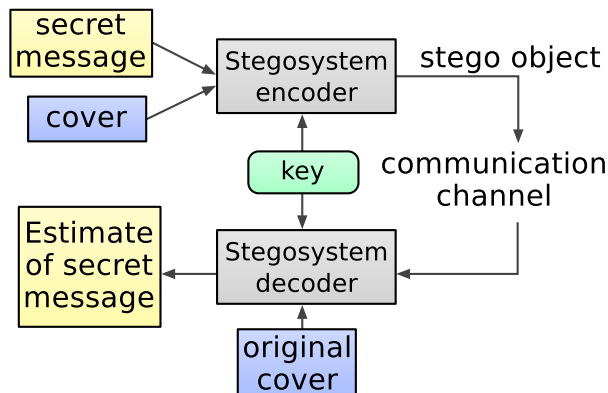 secret
message
cover
Stegosystem
encoder
stego object
key
communication
channel
Estimate
of secret
message
Stegosystem
decoder
original
cover